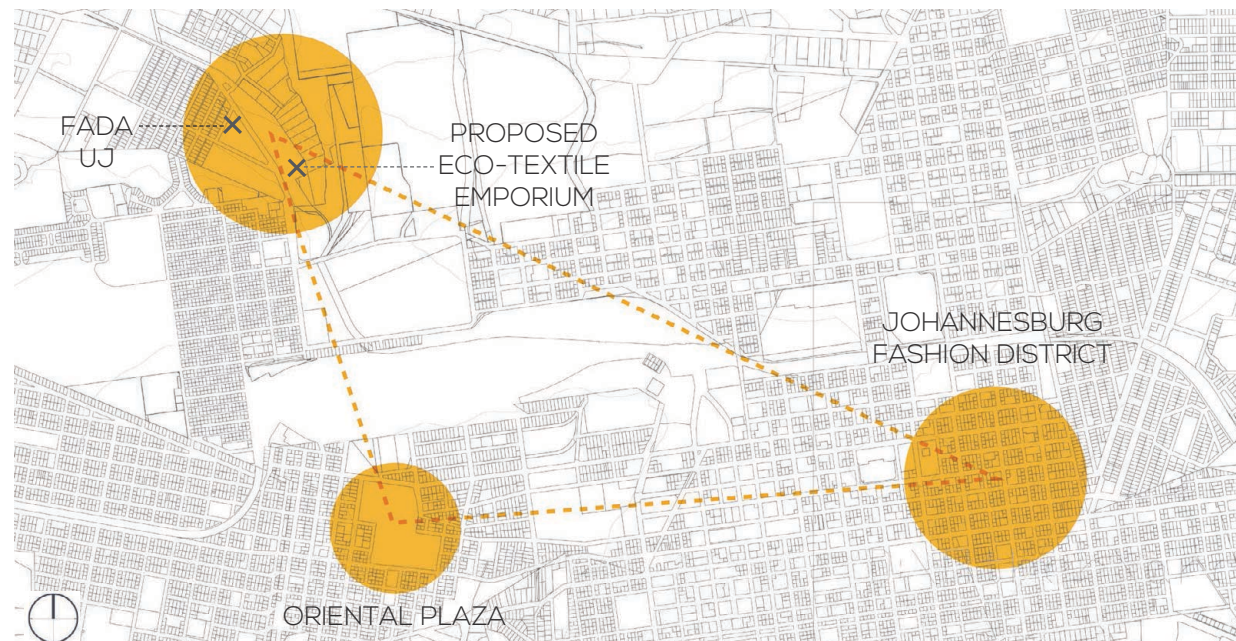 FADA
UJ
PROPOSED
ECO-TEXTILE
EMPORIUM
JOHANNESBURG
FASHION DISTRICT
ORIENTAL PLAZA